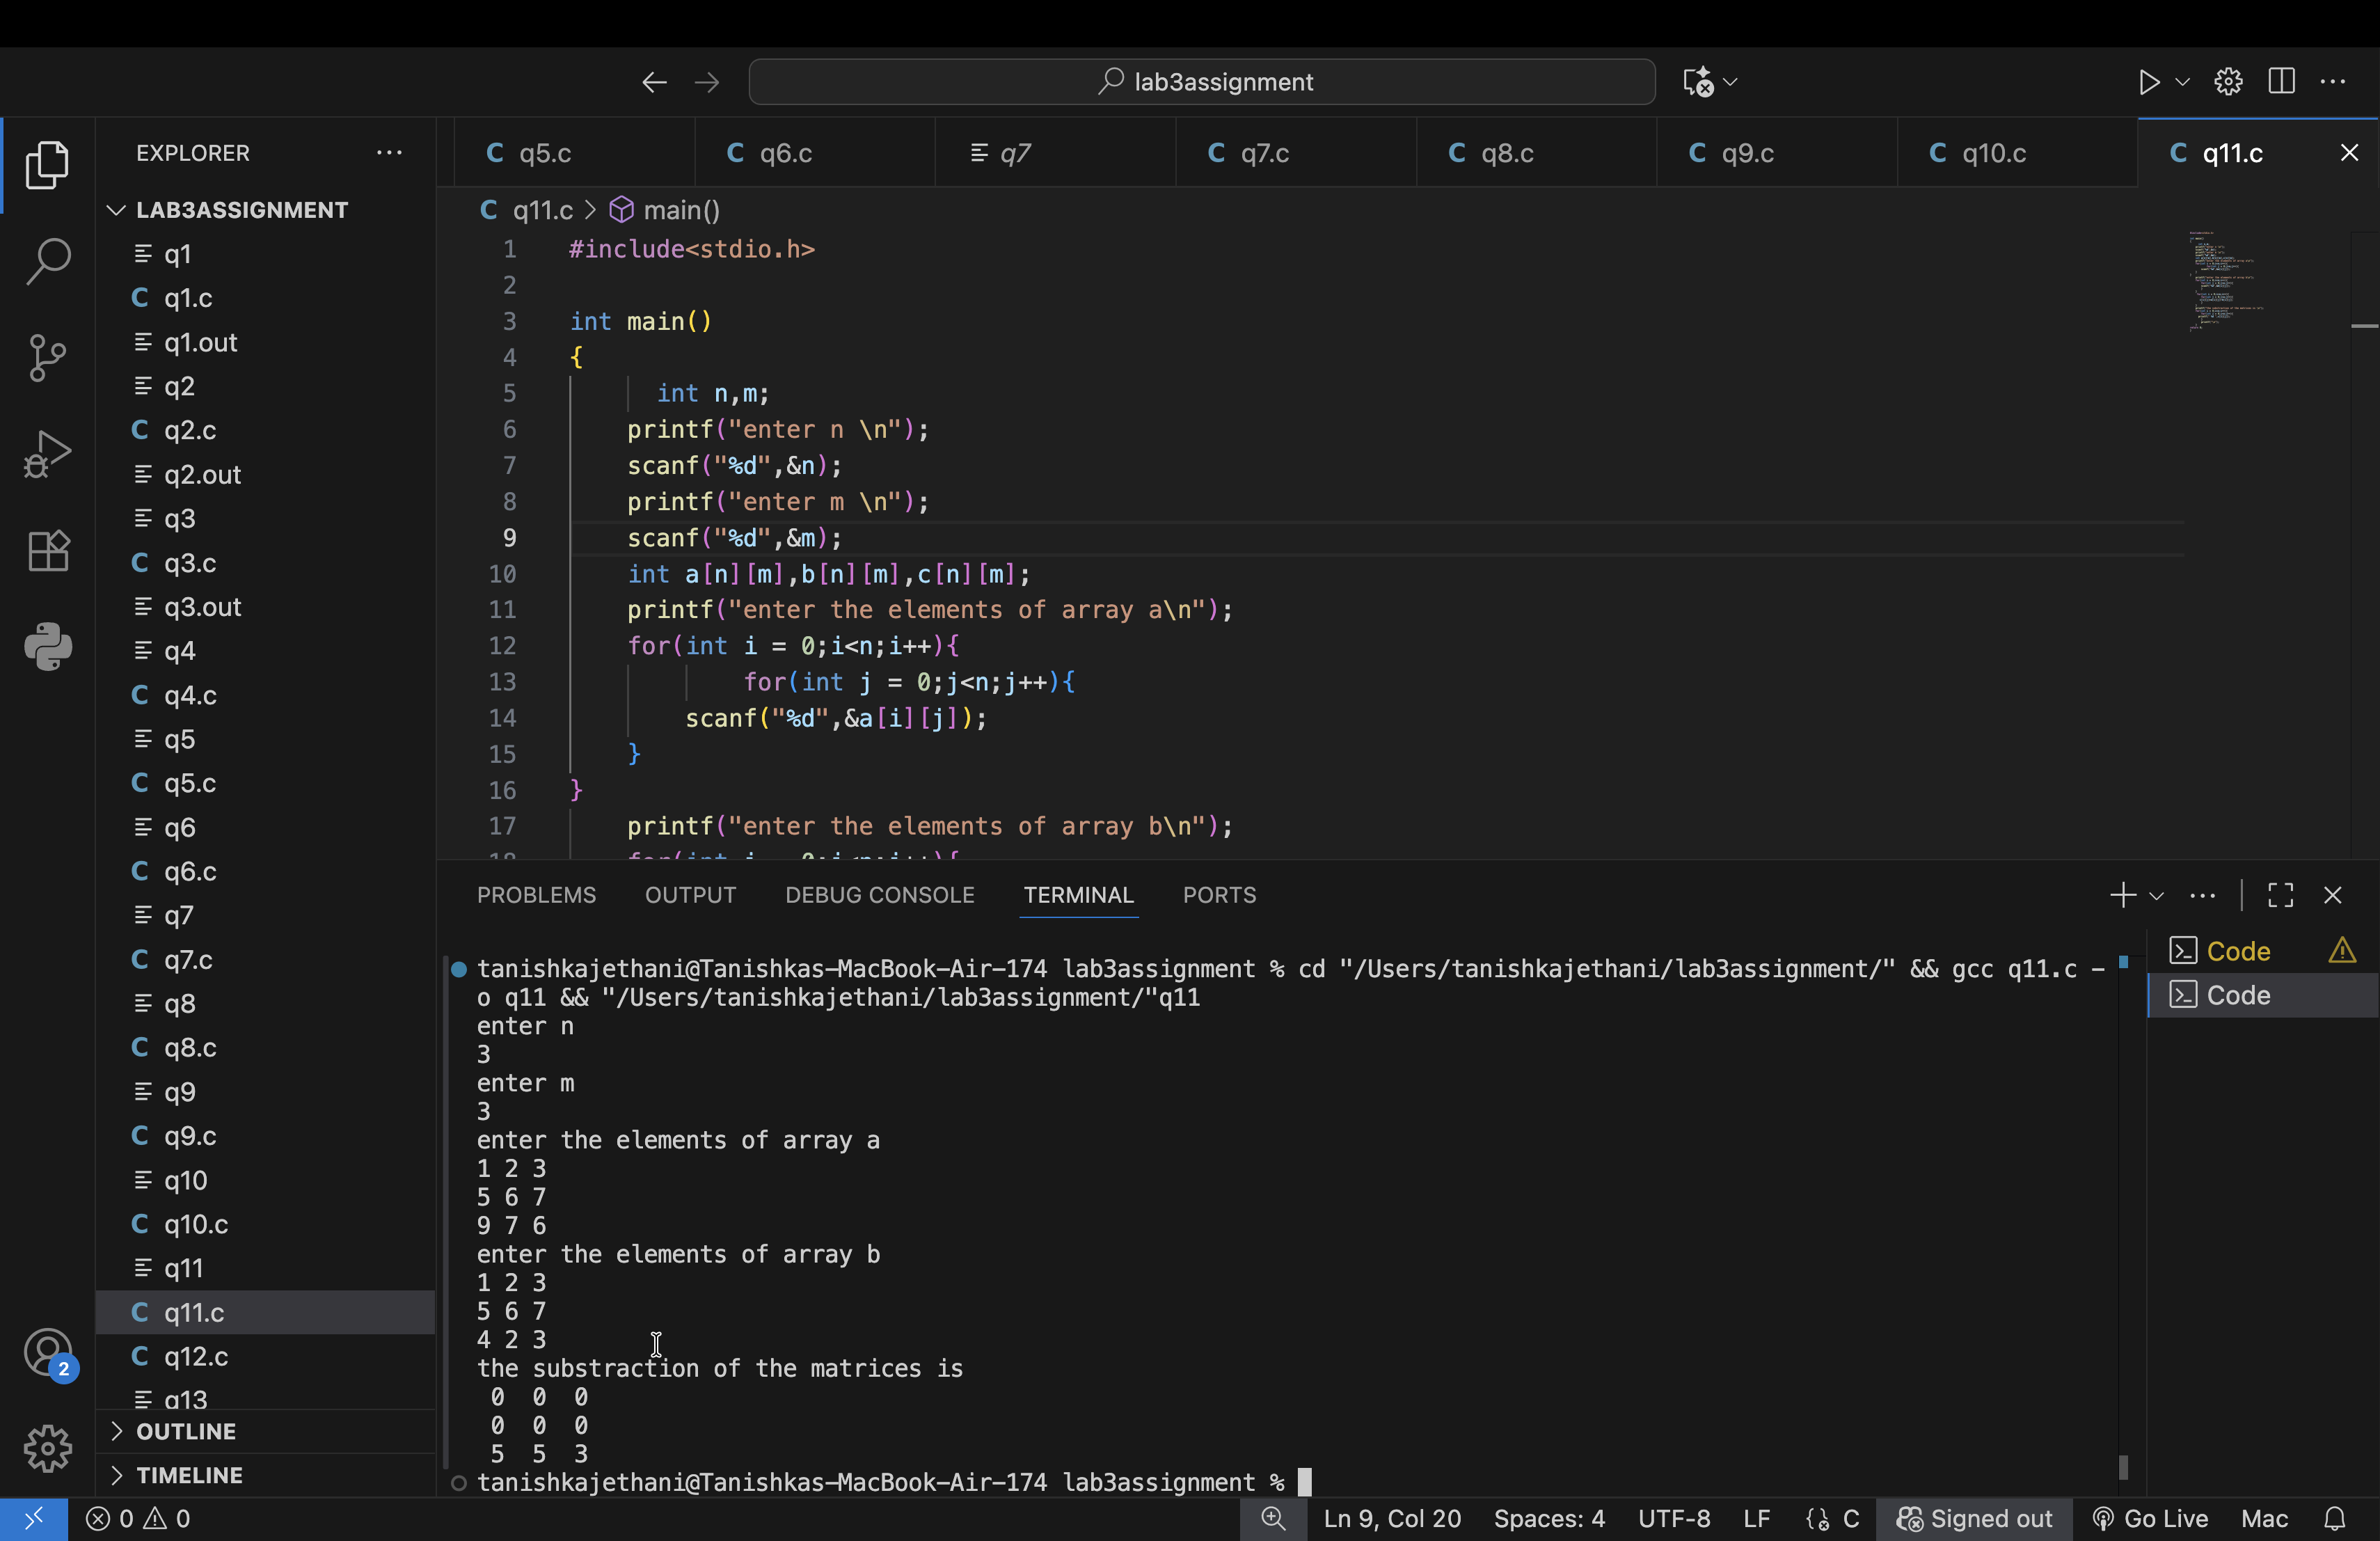 lab3assignment
EXPLORER
LAB3ASSIGNMENT
q1
q1.c
q1.out
q2
q2.c
q2.out
q3
q3.c
q3.out
q4
q4.c
q5
q5.c
q6
q6.c
q7
q7.c
q8
q8.c
q9
q9.c
q10
q10.c
q11
q11.c
q12.c
q13
OUTLINE
TIMELINE
2
C q5.c C q6.c q7 C q7.c C q8.c C q9.c C q10.c C q11.c
C q11.c > main()
1 #include<stdio.h>
2
3 int main()
4 {
5 int n,m;
6 printf("enter n \n");
7 scanf("%d",&n);
8 printf("enter m \n");
9 scanf("%d",&m);
10 int a[n][m],b[n][m],c[n][m];
11 printf("enter the elements of array a\n");
12 for(int i = 0;i<n;i++){
13 for(int j = 0;j<n;j++){
14 scanf("%d",&a[i][j]);
15 }
16 }
17 printf("enter the elements of array b\n");
18 for(int i = 0;i<n;i++){
PROBLEMS OUTPUT DEBUG CONSOLE TERMINAL PORTS
Code
Code
tanishkajethani@Tanishkas-MacBook-Air-174 lab3assignment % cd "/Users/tanishkajethani/lab3assignment/" && gcc q11.c -
o q11 && "/Users/tanishkajethani/lab3assignment/"q11
enter n
3
enter m
3
enter the elements of array a
1 2 3
5 6 7
9 7 6
enter the elements of array b
1 2 3
5 6 7
4 2 3
the substraction of the matrices is
0 0 0
0 0 0
5 5 3
tanishkajethani@Tanishkas-MacBook-Air-174 lab3assignment %
0 0 Ln 9, Col 20 Spaces: 4 UTF-8 LF C Signed out Go Live Mac